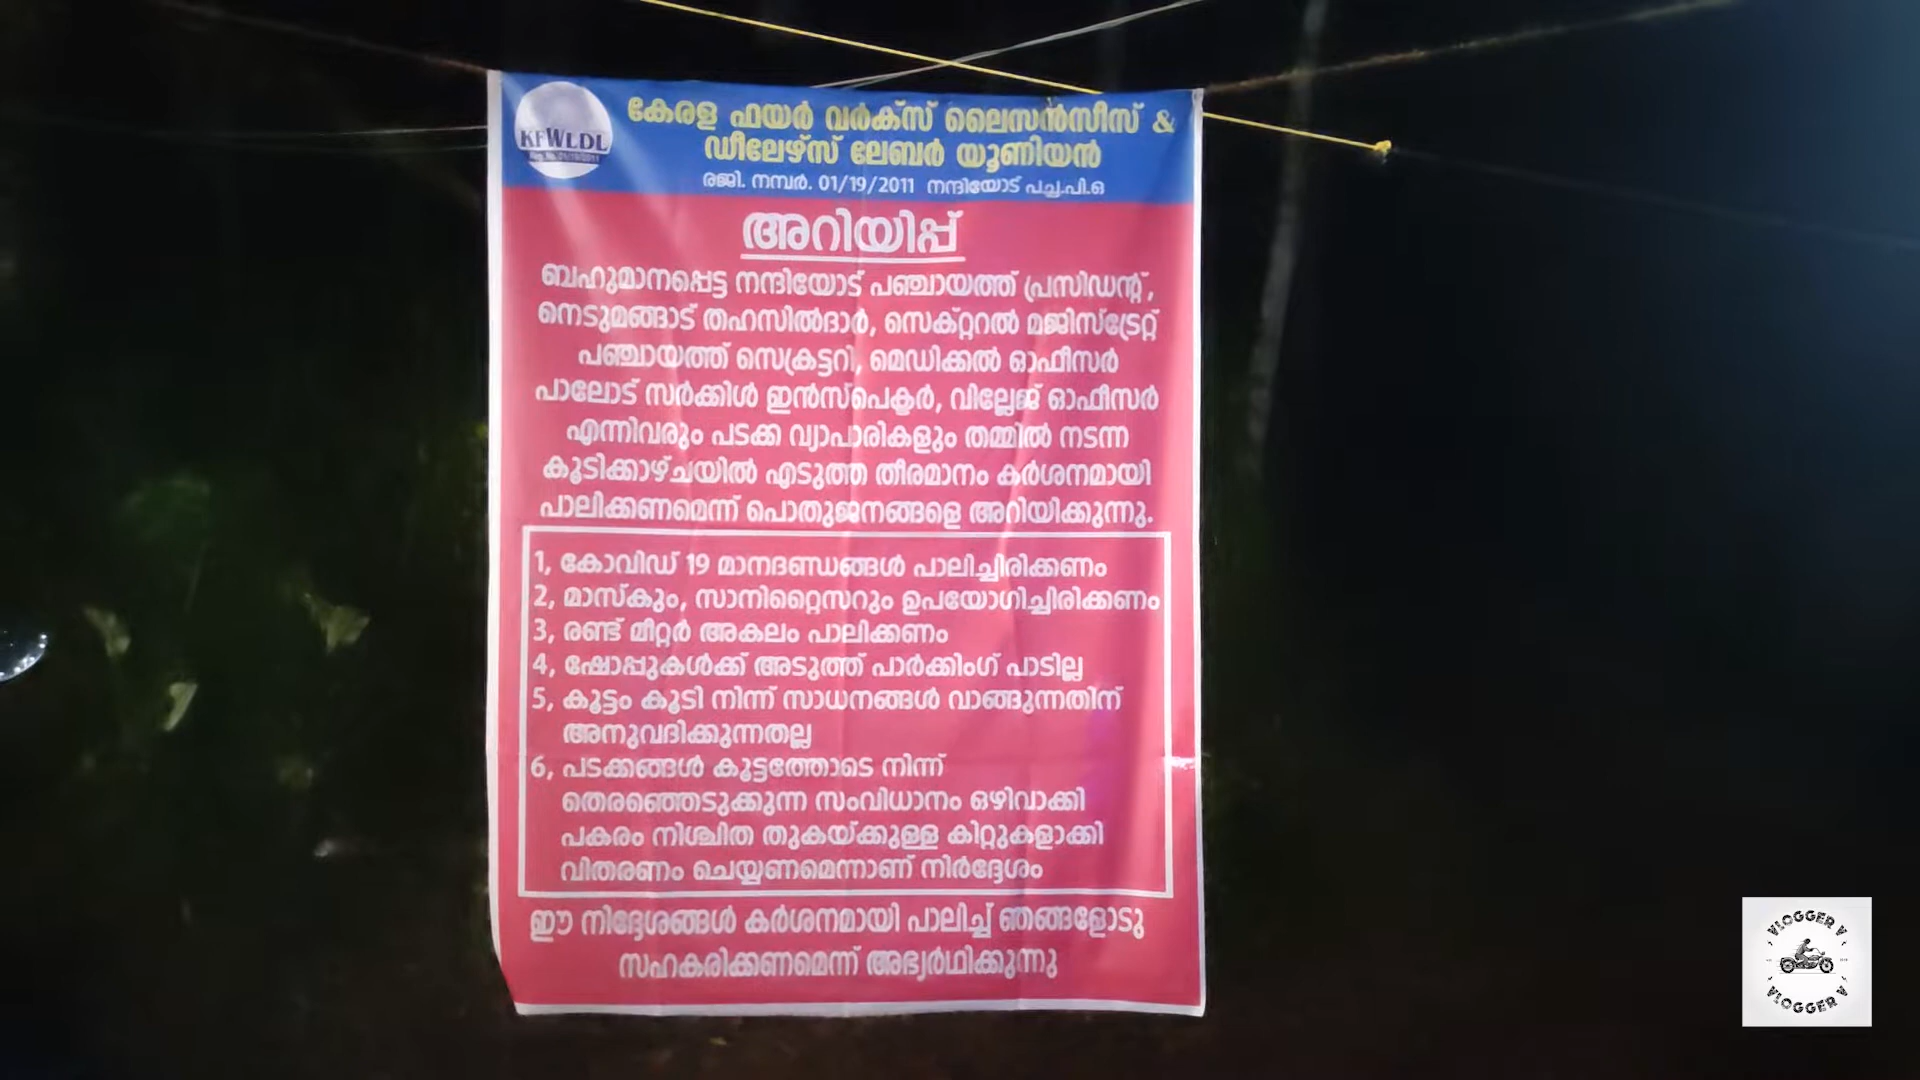 കേരള ഫയർ വർക്സ് ലൈസൻസീസ് &
KFWLDL
ഡീലേഴ്സ് ലേബർ യൂണിയൻ
രജി. നമ്പർ. 01/19/2011 നന്ദിയോട് പച്ച.പി.ഒ
അറിയിപ്പ്
ബഹുമാനപ്പെട്ട നന്ദിയോട് പഞ്ചായത്ത് പ്രസിഡന്റ്,
നെടുമങ്ങാട് തഹസിൽദാർ, സെക്റ്ററൽ മജിസ്ട്രേറ്റ്
പഞ്ചായത്ത് സെക്രട്ടറി, മെഡിക്കൽ ഓഫീസർ
പാലോട് സർക്കിൾ ഇൻസ്പെക്ടർ, വില്ലേജ് ഓഫീസർ
എന്നിവരും പടക്ക വ്യാപാരികളും തമ്മിൽ നടന്ന
കൂടിക്കാഴ്ചയിൽ എടുത്ത തീരമാനം കർശനമായി
പാലിക്കണമെന്ന് പൊതുജനങ്ങളെ അറിയിക്കുന്നു.
1, കോവിഡ് 19 മാനദണ്ഡങ്ങൾ പാലിച്ചിരിക്കണം
2, മാസ്കും, സാനിറ്റൈസറും ഉപയോഗിച്ചിരിക്കണം
3, രണ്ട് മീറ്റർ അകലം പാലിക്കണം
4, ഷോപ്പുകൾക്ക് അടുത്ത് പാർക്കിംഗ് പാടില്ല
5, കൂട്ടം കൂടി നിന്ന് സാധനങ്ങൾ വാങ്ങുന്നതിന്
അനുവദിക്കുന്നതല്ല
6, പടക്കങ്ങൾ കൂട്ടത്തോടെ നിന്ന്
തെരഞ്ഞെടുക്കുന്ന സംവിധാനം ഒഴിവാക്കി
പകരം നിശ്ചിത തുകയ്ക്കുള്ള കിറ്റുകളാക്കി
വിതരണം ചെയ്യണമെന്നാണ് നിർദ്ദേശം
ഈ നിദ്ദേശങ്ങൾ കർശനമായി പാലിച്ച് ഞങ്ങളോടു
സഹകരിക്കണമെന്ന് അഭ്യർഥിക്കുന്നു
VLOGGER V
VLOGGER V